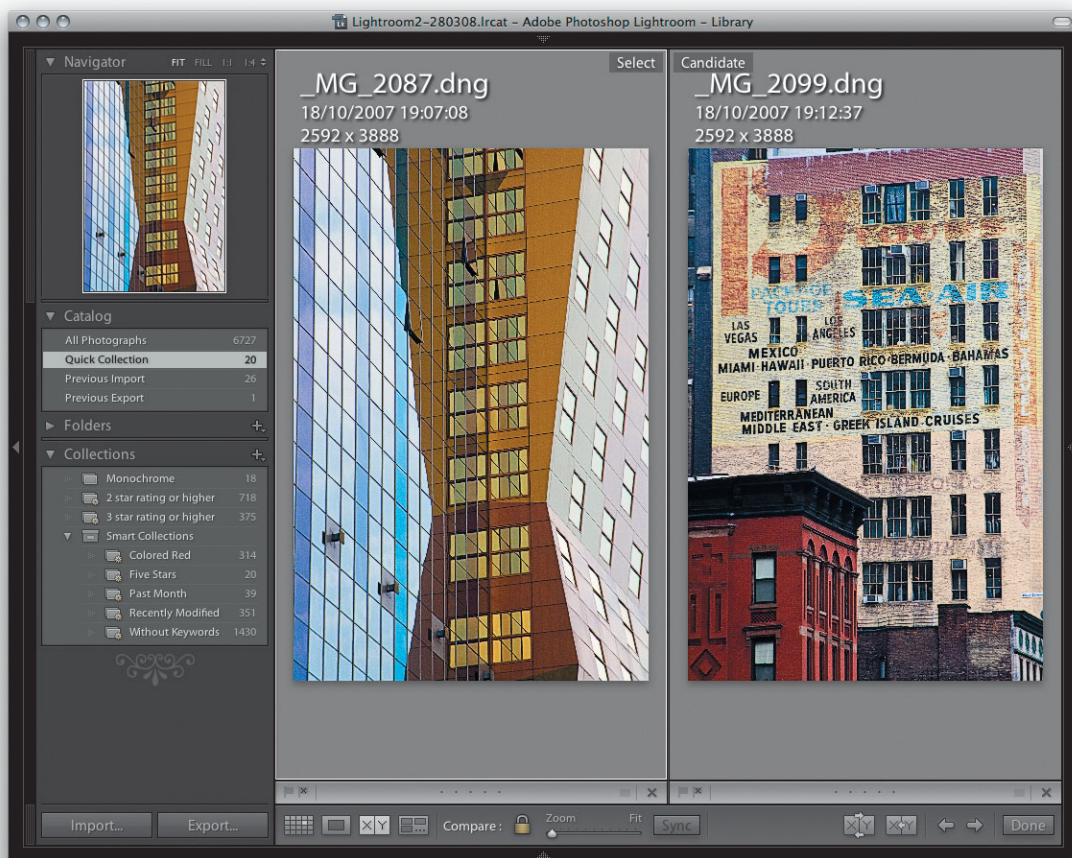 Lightroom2-280308.lrcat - Adobe Photoshop Lightroom - Library
Navigator FIT FILL 1:1 1:4
Catalog
All Photographs 6727
Quick Collection 20
Previous Import 26
Previous Export 1
Folders
Collections
Monochrome 18
2 star rating or higher 718
3 star rating or higher 375
Smart Collections
Colored Red 314
Five Stars 20
Past Month 39
Recently Modified 351
Without Keywords 1430
Import...
Export...
Select
_MG_2087.dng
18/10/2007 19:07:08
2592 x 3888
Candidate
_MG_2099.dng
18/10/2007 19:12:37
2592 x 3888
PACKAGE
TOURS
SEA-AIR
LAS
VEGAS
LOS
ANGELES
MEXICO
MIAMI·HAWAII·PUERTO RICO·BERMUDA·BAHAMAS
EUROPE
SOUTH
AMERICA
MEDITERRANEAN
MIDDLE EAST · GREEK ISLAND CRUISES
X Y
Compare :
Zoom
Fit
Sync
X Y
X Y
Done